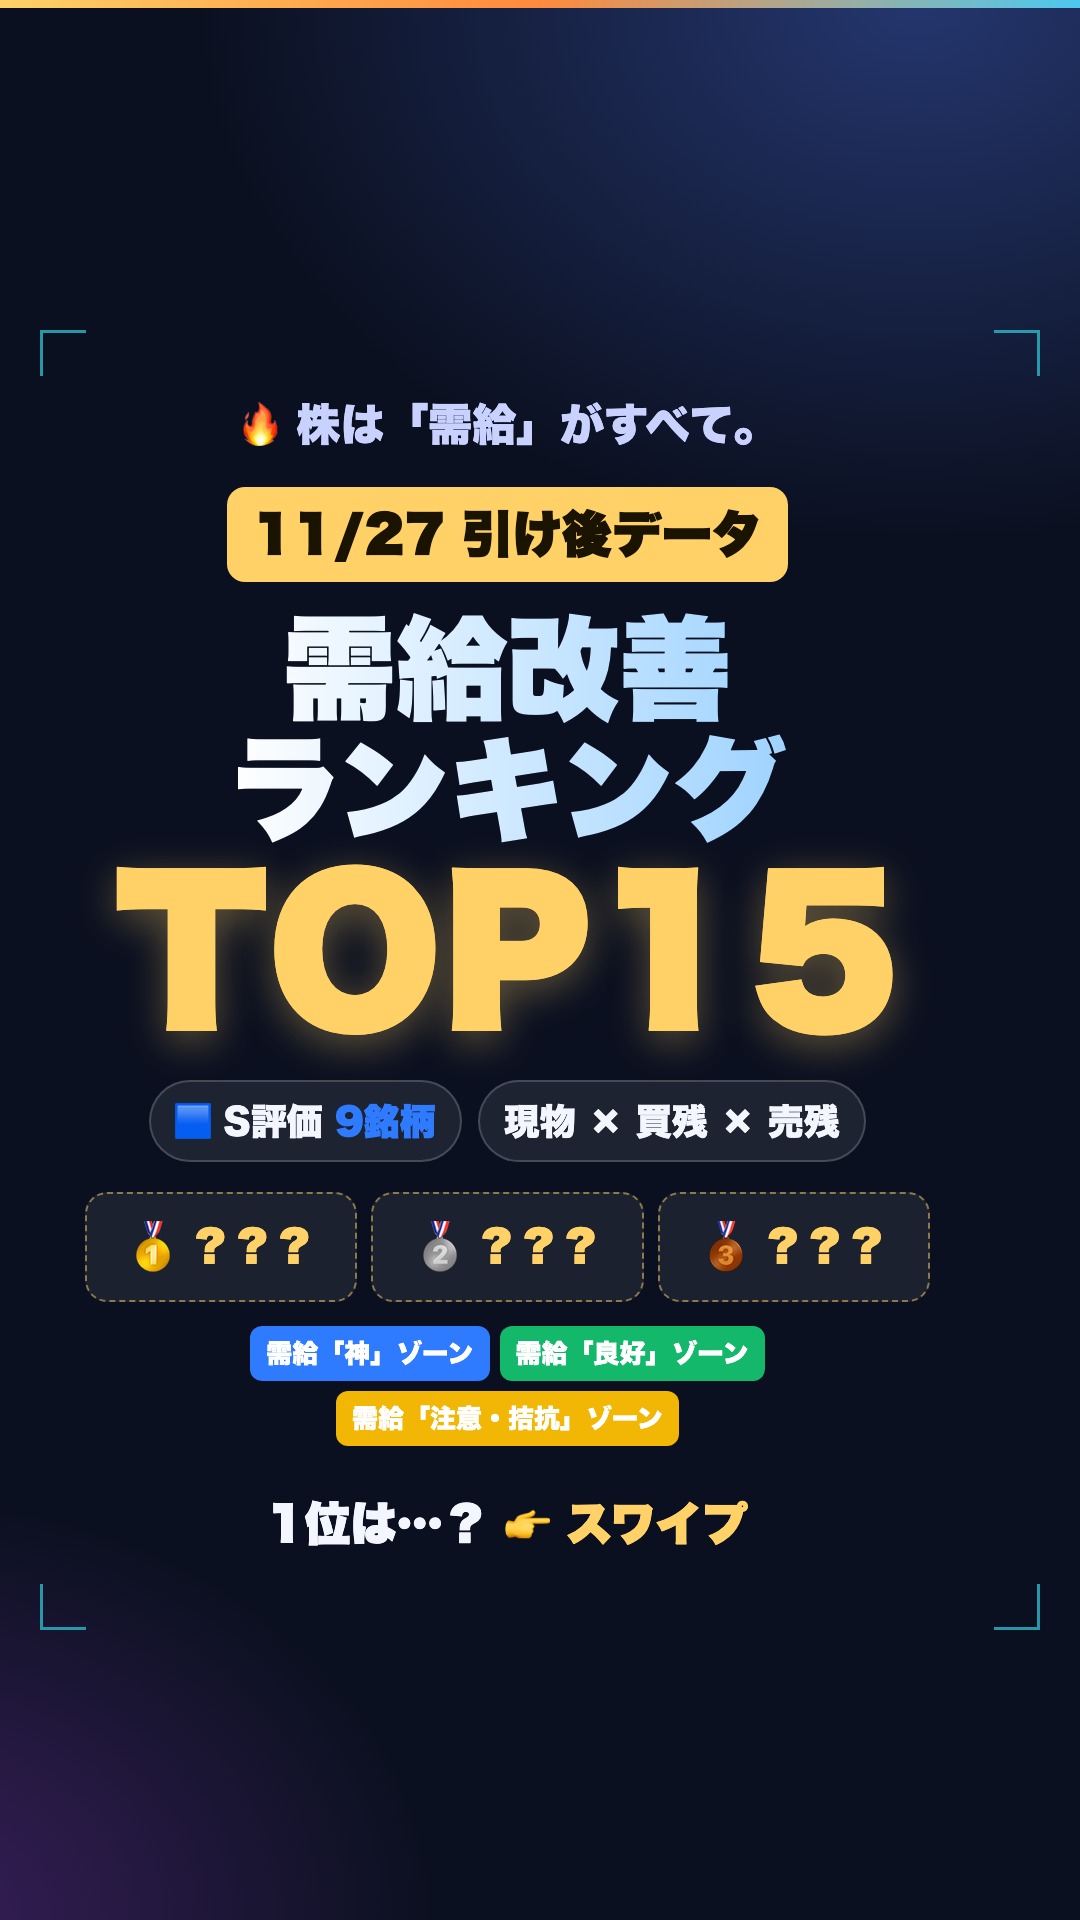 🔥 株は「需給」がすべて。
11/27 引け後データ
需給改善
ランキング
TOP15
🟦 S評価 9銘柄
現物 × 買残 × 売残
🥇 ？？？
🥈 ？？？
🥉 ？？？
需給「神」ゾーン
需給「良好」ゾーン
需給「注意・拮抗」ゾーン
1位は…？ 👉 スワイプ